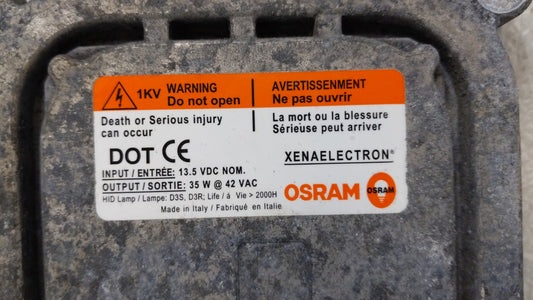 1KV WARNING
Do not open
AVERTISSENMENT
Ne pas ouvrir
Death or Serious injury
can occur
La mort ou la blessure
Sérieuse peut arriver
DOT CE
XENAELECTRON®
INPUT / ENTRÉE: 13.5 VDC NOM.
OUTPUT / SORTIE: 35 W @ 42 VAC
HID Lamp / Lampe: D3S, D3R; Life / à Vie > 2000H
Made in Italy / Fabriqué en Italie
OSRAM
OSRAM